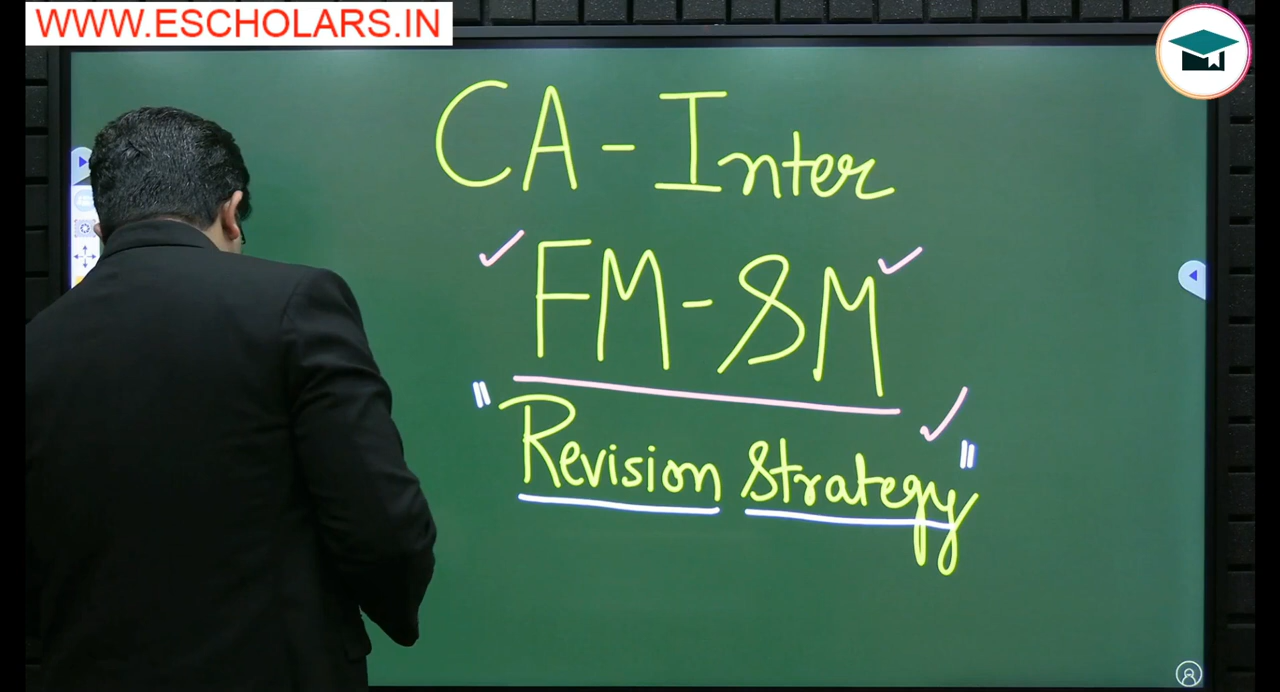 WWW.ESCHOLARS.IN
CA - Inter
FM - SM
"Revision Strategy"